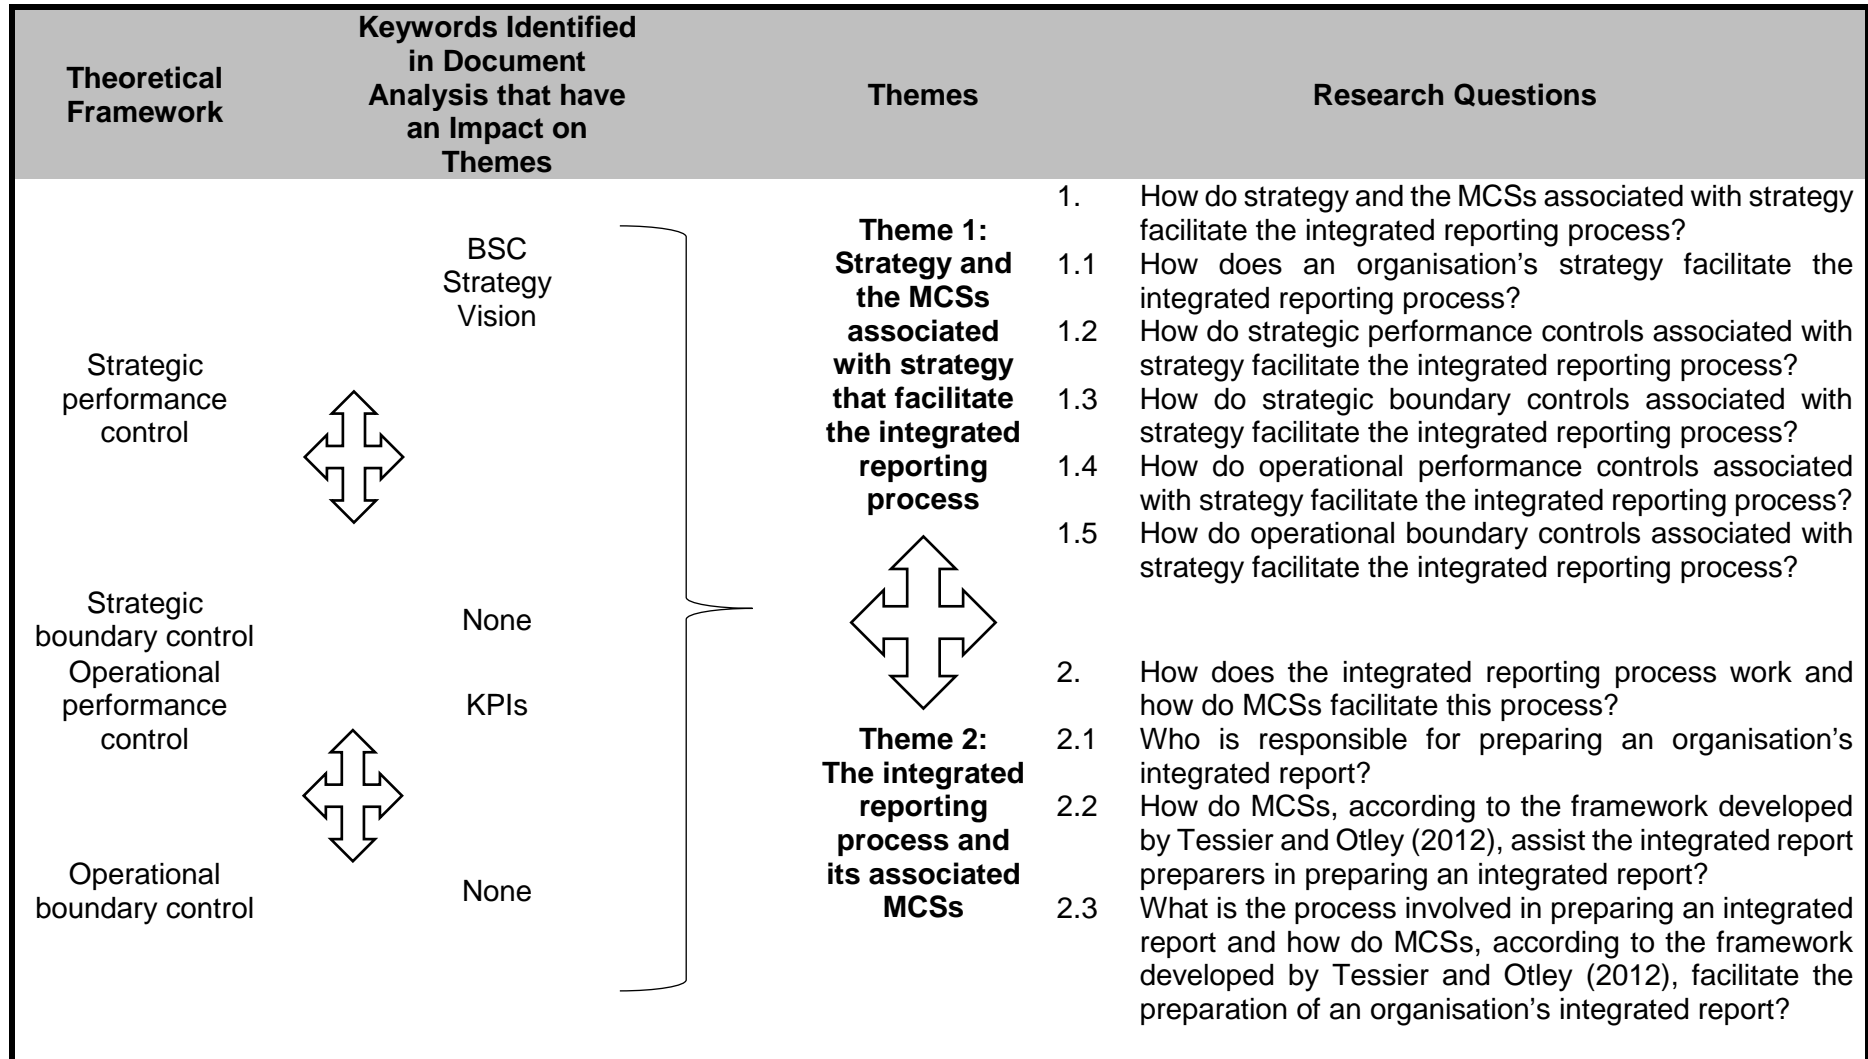 Theoretical
Framework
Keywords Identified
in Document
Analysis that have
an Impact on
Themes
Themes
Research Questions
Strategic
performance
control
Strategic
boundary control
Operational
performance
control
Operational
boundary control
BSC
Strategy
Vision
None
KPIs
None
Theme 1:
Strategy and
the MCSs
associated
with strategy
that facilitate
the integrated
reporting
process
Theme 2:
The integrated
reporting
process and
its associated
MCSs
1. How do strategy and the MCSs associated with strategy
facilitate the integrated reporting process?
1.1 How does an organisation’s strategy facilitate the
integrated reporting process?
1.2 How do strategic performance controls associated with
strategy facilitate the integrated reporting process?
1.3 How do strategic boundary controls associated with
strategy facilitate the integrated reporting process?
1.4 How do operational performance controls associated
with strategy facilitate the integrated reporting process?
1.5 How do operational boundary controls associated with
strategy facilitate the integrated reporting process?
2. How does the integrated reporting process work and
how do MCSs facilitate this process?
2.1 Who is responsible for preparing an organisation’s
integrated report?
2.2 How do MCSs, according to the framework developed
by Tessier and Otley (2012), assist the integrated report
preparers in preparing an integrated report?
2.3 What is the process involved in preparing an integrated
report and how do MCSs, according to the framework
developed by Tessier and Otley (2012), facilitate the
preparation of an organisation’s integrated report?